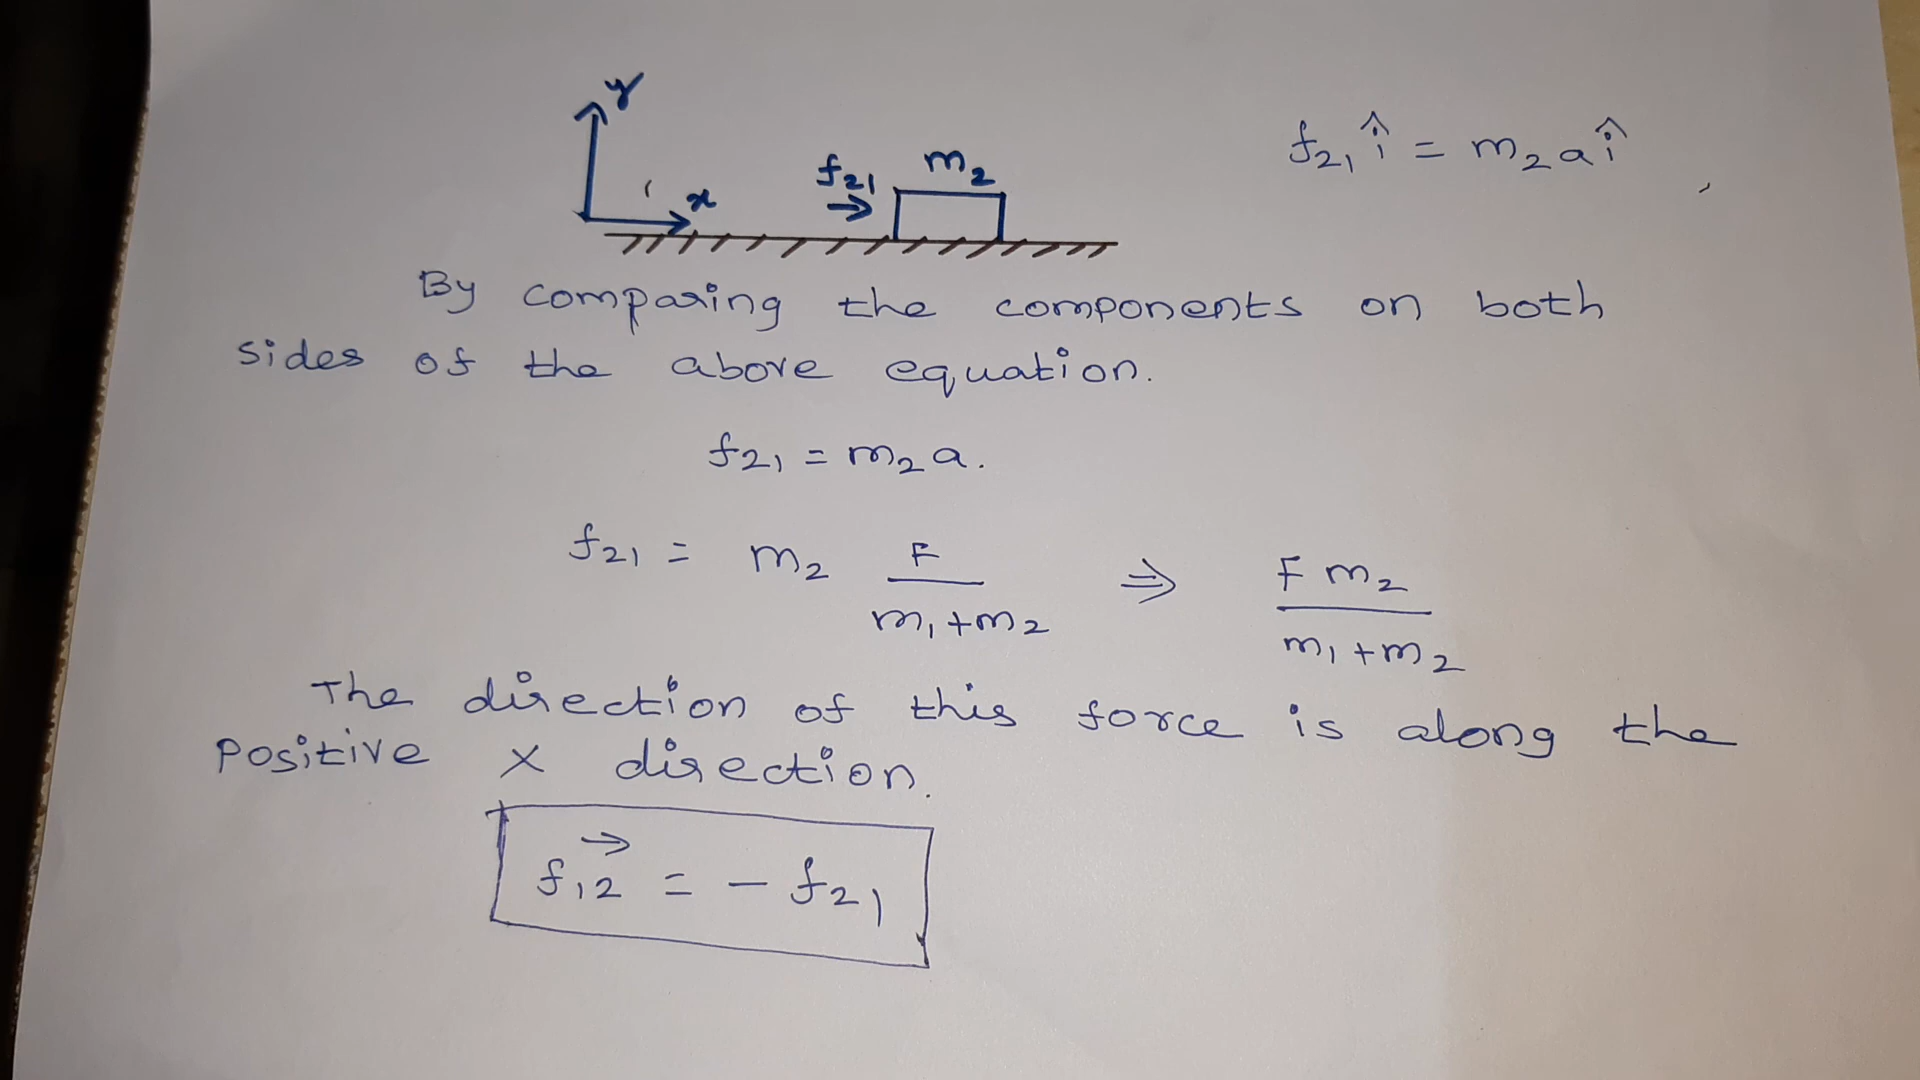 y
f₂₁ î = m₂ a î ,
f₂₁ m₂
x
By comparing the components on both
sides of the above equation.
f₂₁ = m₂ a.
f₂₁ = m₂ F / m₁+m₂ ⇒ F m₂ / m₁+m₂
The direction of this force is along the
positive x direction.
f₁₂→ = - f₂₁